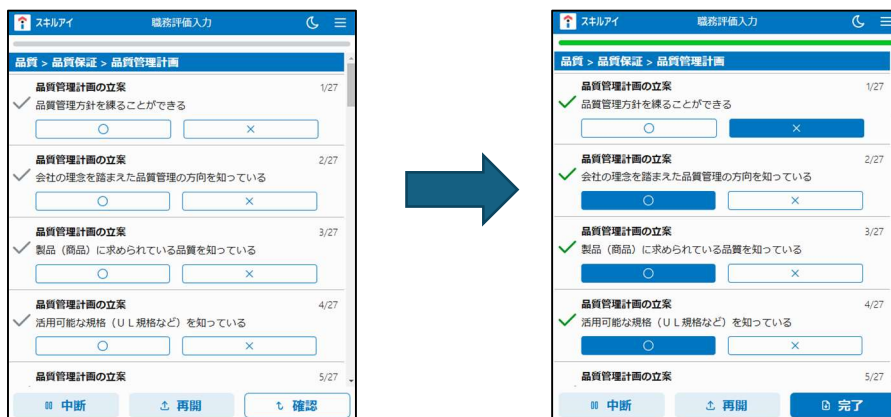 スキルアイ 職務評価入力
品質 > 品質保証 > 品質管理計画
品質管理計画の立案 1/27
品質管理方針を練ることができる
○ ×
品質管理計画の立案 2/27
会社の理念を踏まえた品質管理の方向を知っている
○ ×
品質管理計画の立案 3/27
製品（商品）に求められている品質を知っている
○ ×
品質管理計画の立案 4/27
活用可能な規格（ＵＬ規格など）を知っている
○ ×
品質管理計画の立案 5/27
中断 再開 確認
スキルアイ 職務評価入力
品質 > 品質保証 > 品質管理計画
品質管理計画の立案 1/27
品質管理方針を練ることができる
○ ×
品質管理計画の立案 2/27
会社の理念を踏まえた品質管理の方向を知っている
○ ×
品質管理計画の立案 3/27
製品（商品）に求められている品質を知っている
○ ×
品質管理計画の立案 4/27
活用可能な規格（ＵＬ規格など）を知っている
○ ×
品質管理計画の立案 5/27
中断 再開 完了